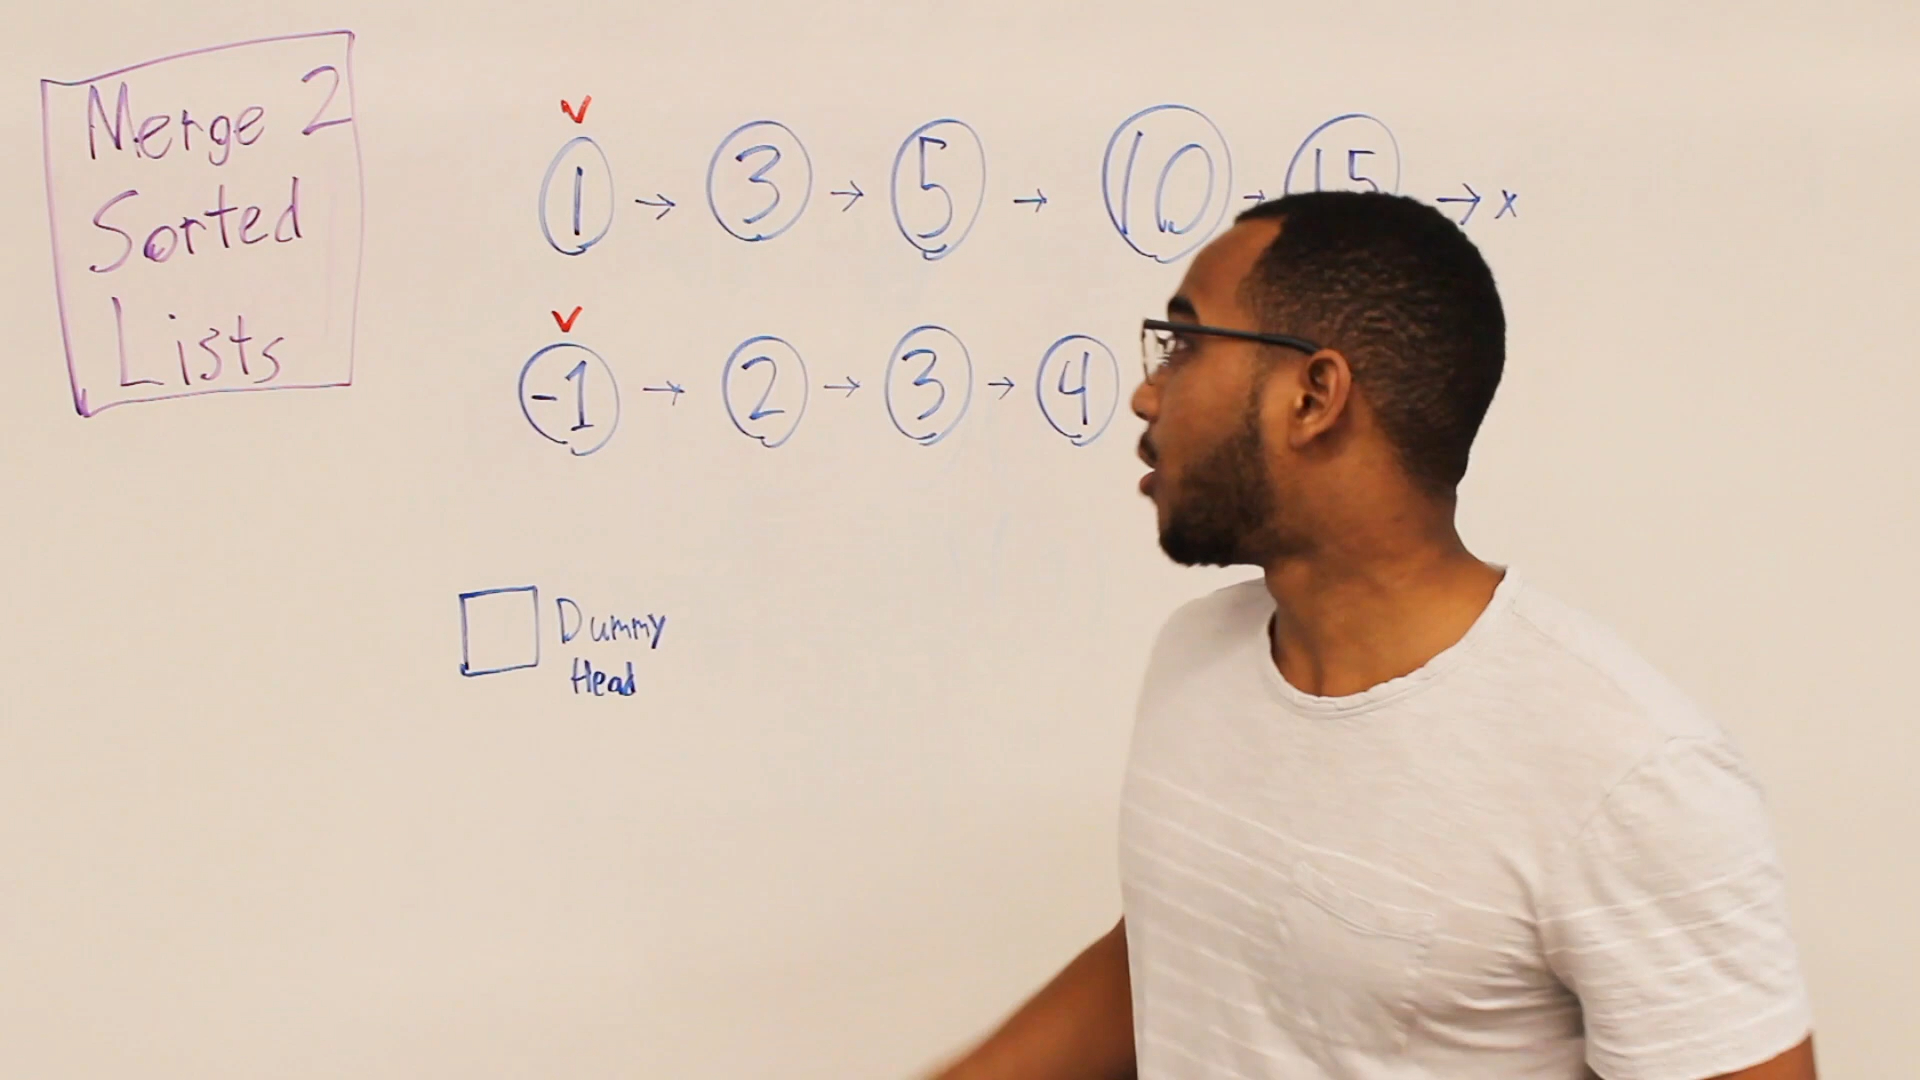 Merge 2
Sorted
Lists
v
1 → 3 → 5 → 10 → 15 → x
v
-1 → 2 → 3 → 4
Dummy
Head